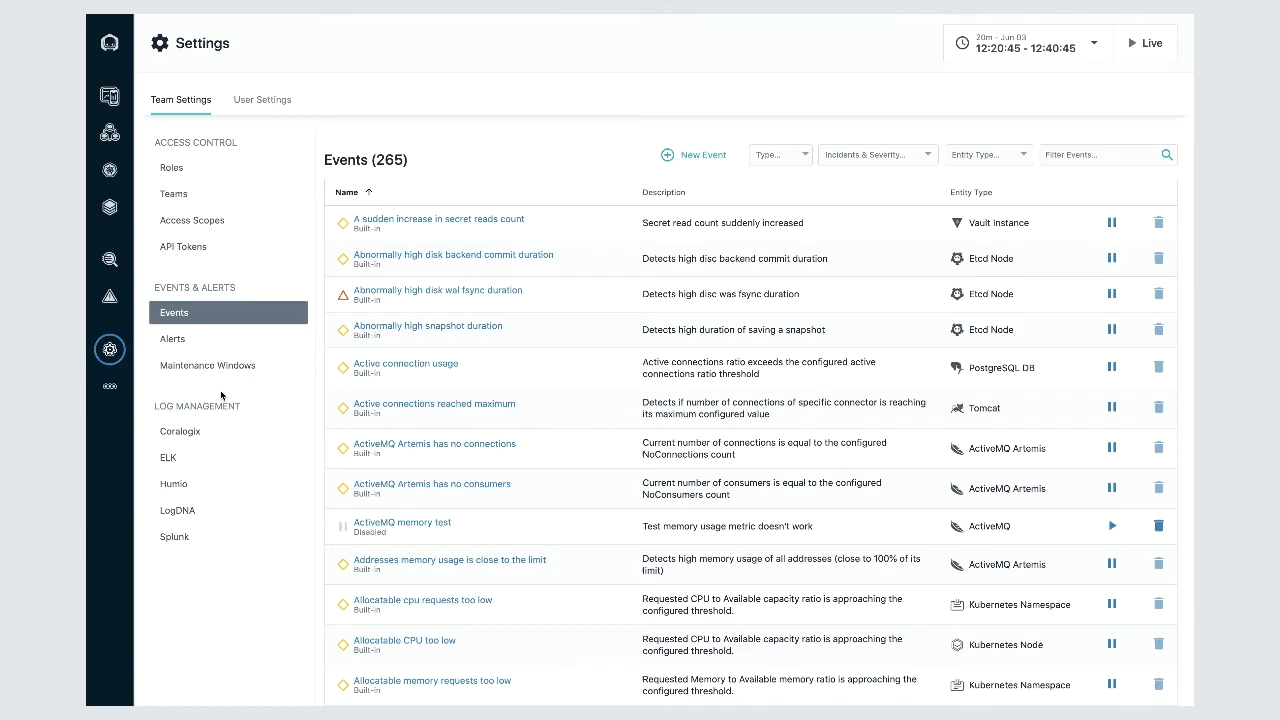 Settings
20m - Jun 03
12:20:45 - 12:40:45
Live
Team Settings
User Settings
ACCESS CONTROL
Roles
Teams
Access Scopes
API Tokens
EVENTS & ALERTS
Events
Alerts
Maintenance Windows
LOG MANAGEMENT
Coralogix
ELK
Humio
LogDNA
Splunk
Events (265)
New Event
Type...
Incidents & Severity...
Entity Type...
Filter Events...
Name
Description
Entity Type
A sudden increase in secret reads count
Built-in
Secret read count suddenly increased
Vault Instance
Abnormally high disk backend commit duration
Built-in
Detects high disc backend commit duration
Etcd Node
Abnormally high disk wal fsync duration
Built-in
Detects high disc was fsync duration
Etcd Node
Abnormally high snapshot duration
Built-in
Detects high duration of saving a snapshot
Etcd Node
Active connection usage
Built-in
Active connections ratio exceeds the configured active
connections ratio threshold
PostgreSQL DB
Active connections reached maximum
Built-in
Detects if number of connections of specific connector is reaching
its maximum configured value
Tomcat
ActiveMQ Artemis has no connections
Built-in
Current number of connections is equal to the configured
NoConnections count
ActiveMQ Artemis
ActiveMQ Artemis has no consumers
Built-in
Current number of consumers is equal to the configured
NoConsumers count
ActiveMQ Artemis
ActiveMQ memory test
Disabled
Test memory usage metric doesn't work
ActiveMQ
Addresses memory usage is close to the limit
Built-in
Detects high memory usage of all addresses (close to 100% of its
limit)
ActiveMQ Artemis
Allocatable cpu requests too low
Built-in
Requested CPU to Available capacity ratio is approaching the
configured threshold.
Kubernetes Namespace
Allocatable CPU too low
Built-in
Requested CPU to Available capacity ratio is approaching the
configured threshold.
Kubernetes Node
Allocatable memory requests too low
Built-in
Requested Memory to Available memory ratio is approaching the
configured threshold.
Kubernetes Namespace